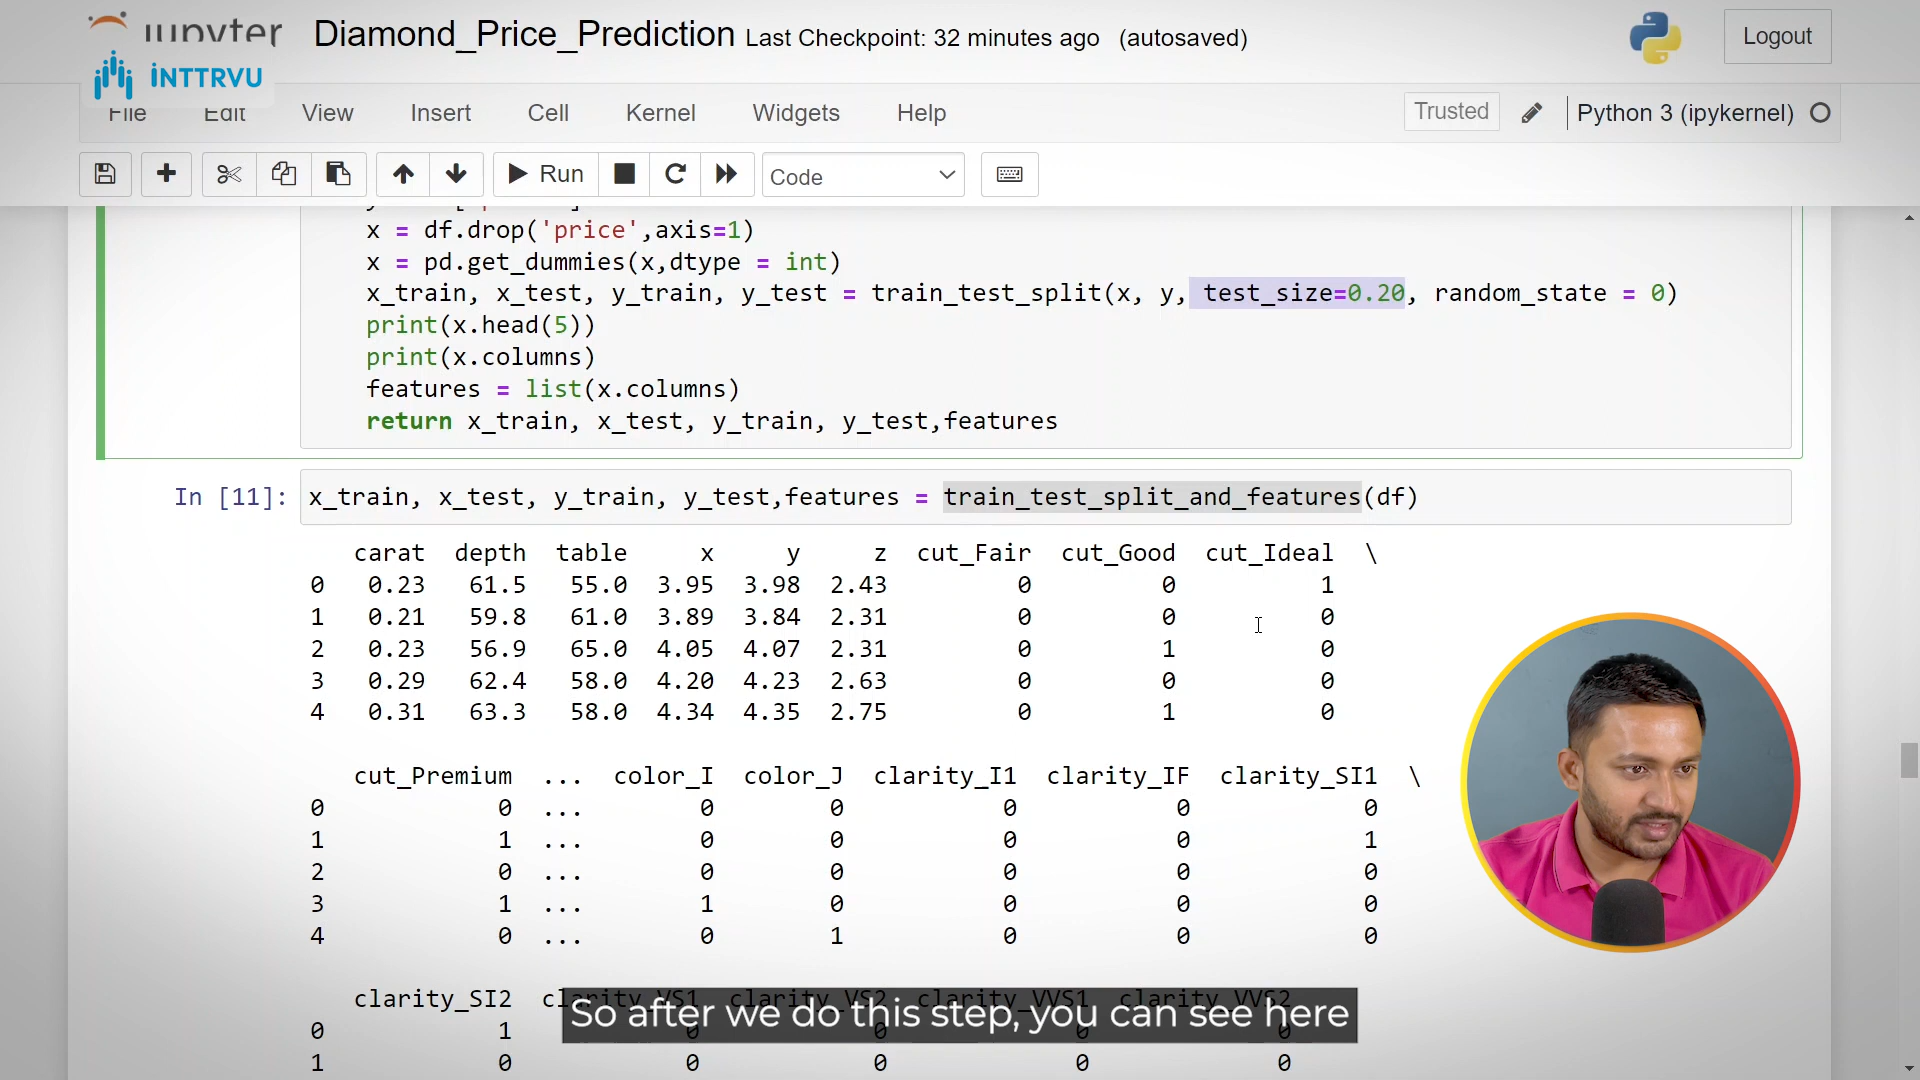 Jupyter Diamond_Price_Prediction Last Checkpoint: 32 minutes ago (autosaved) Logout
INTTRVU
File Edit View Insert Cell Kernel Widgets Help Trusted Python 3 (ipykernel)
Run Code
x = df.drop('price',axis=1)
x = pd.get_dummies(x,dtype = int)
x_train, x_test, y_train, y_test = train_test_split(x, y, test_size=0.20, random_state = 0)
print(x.head(5))
print(x.columns)
features = list(x.columns)
return x_train, x_test, y_train, y_test,features
In [11]: x_train, x_test, y_train, y_test,features = train_test_split_and_features(df)
carat depth table x y z cut_Fair cut_Good cut_Ideal \
0 0.23 61.5 55.0 3.95 3.98 2.43 0 0 1
1 0.21 59.8 61.0 3.89 3.84 2.31 0 0 0
2 0.23 56.9 65.0 4.05 4.07 2.31 0 1 0
3 0.29 62.4 58.0 4.20 4.23 2.63 0 0 0
4 0.31 63.3 58.0 4.34 4.35 2.75 0 1 0
cut_Premium ... color_I color_J clarity_I1 clarity_IF clarity_SI1 \
0 0 ... 0 0 0 0 0
1 1 ... 0 0 0 0 1
2 0 ... 0 0 0 0 0
3 1 ... 1 0 0 0 0
4 0 ... 0 1 0 0 0
clarity_SI2 clarity_VS1 clarity_VS2 clarity_VVS1 clarity_VVS2
So after we do this step, you can see here
0 1 0 0 0 0
1 0 0 0 0 0